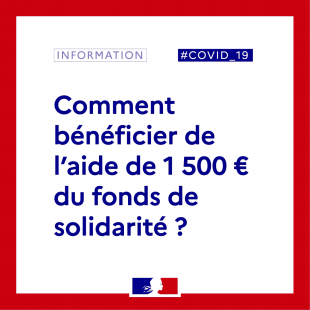 INFORMATION
#COVID_19
Comment
bénéficier de
l'aide de 1 500 €
du fonds de
solidarité ?